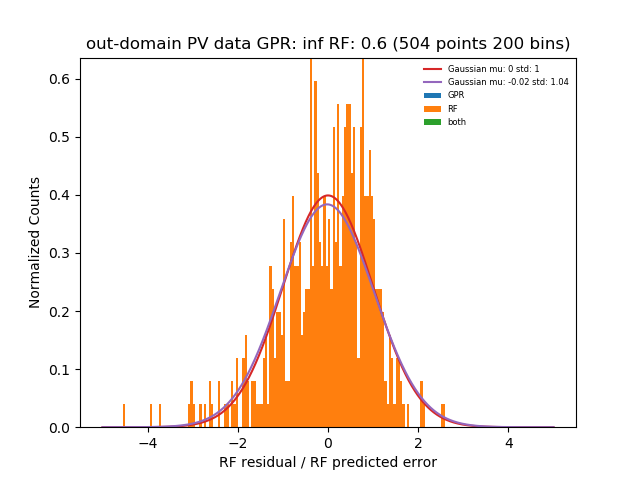 out-domain PV data GPR: inf RF: 0.6 (504 points 200 bins)
Gaussian mu: 0 std: 1
Gaussian mu: -0.02 std: 1.04
GPR
RF
both
Normalized Counts
0.6
0.5
0.4
0.3
0.2
0.1
0.0
−4 −2 0 2 4
RF residual / RF predicted error